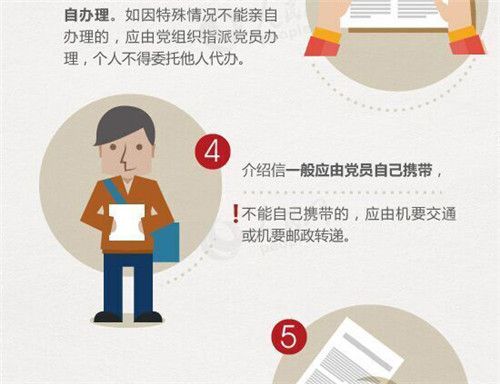 自办理。如因特殊情况不能亲自
办理的，应由党组织指派党员办
理，个人不得委托他人代办。
4
介绍信一般应由党员自己携带，
!不能自己携带的，应由机要交通
或机要邮政转递。
5